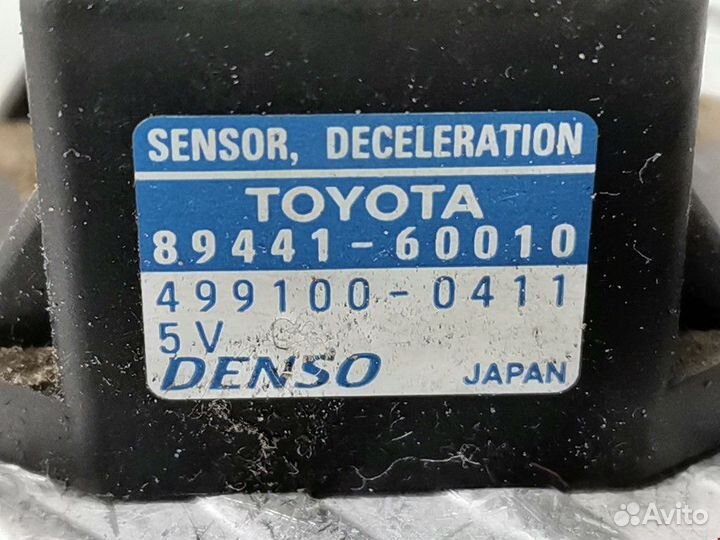 SENSOR, DECELERATION
TOYOTA
89441-60010
499100-0411
5V
DENSO JAPAN
Avito